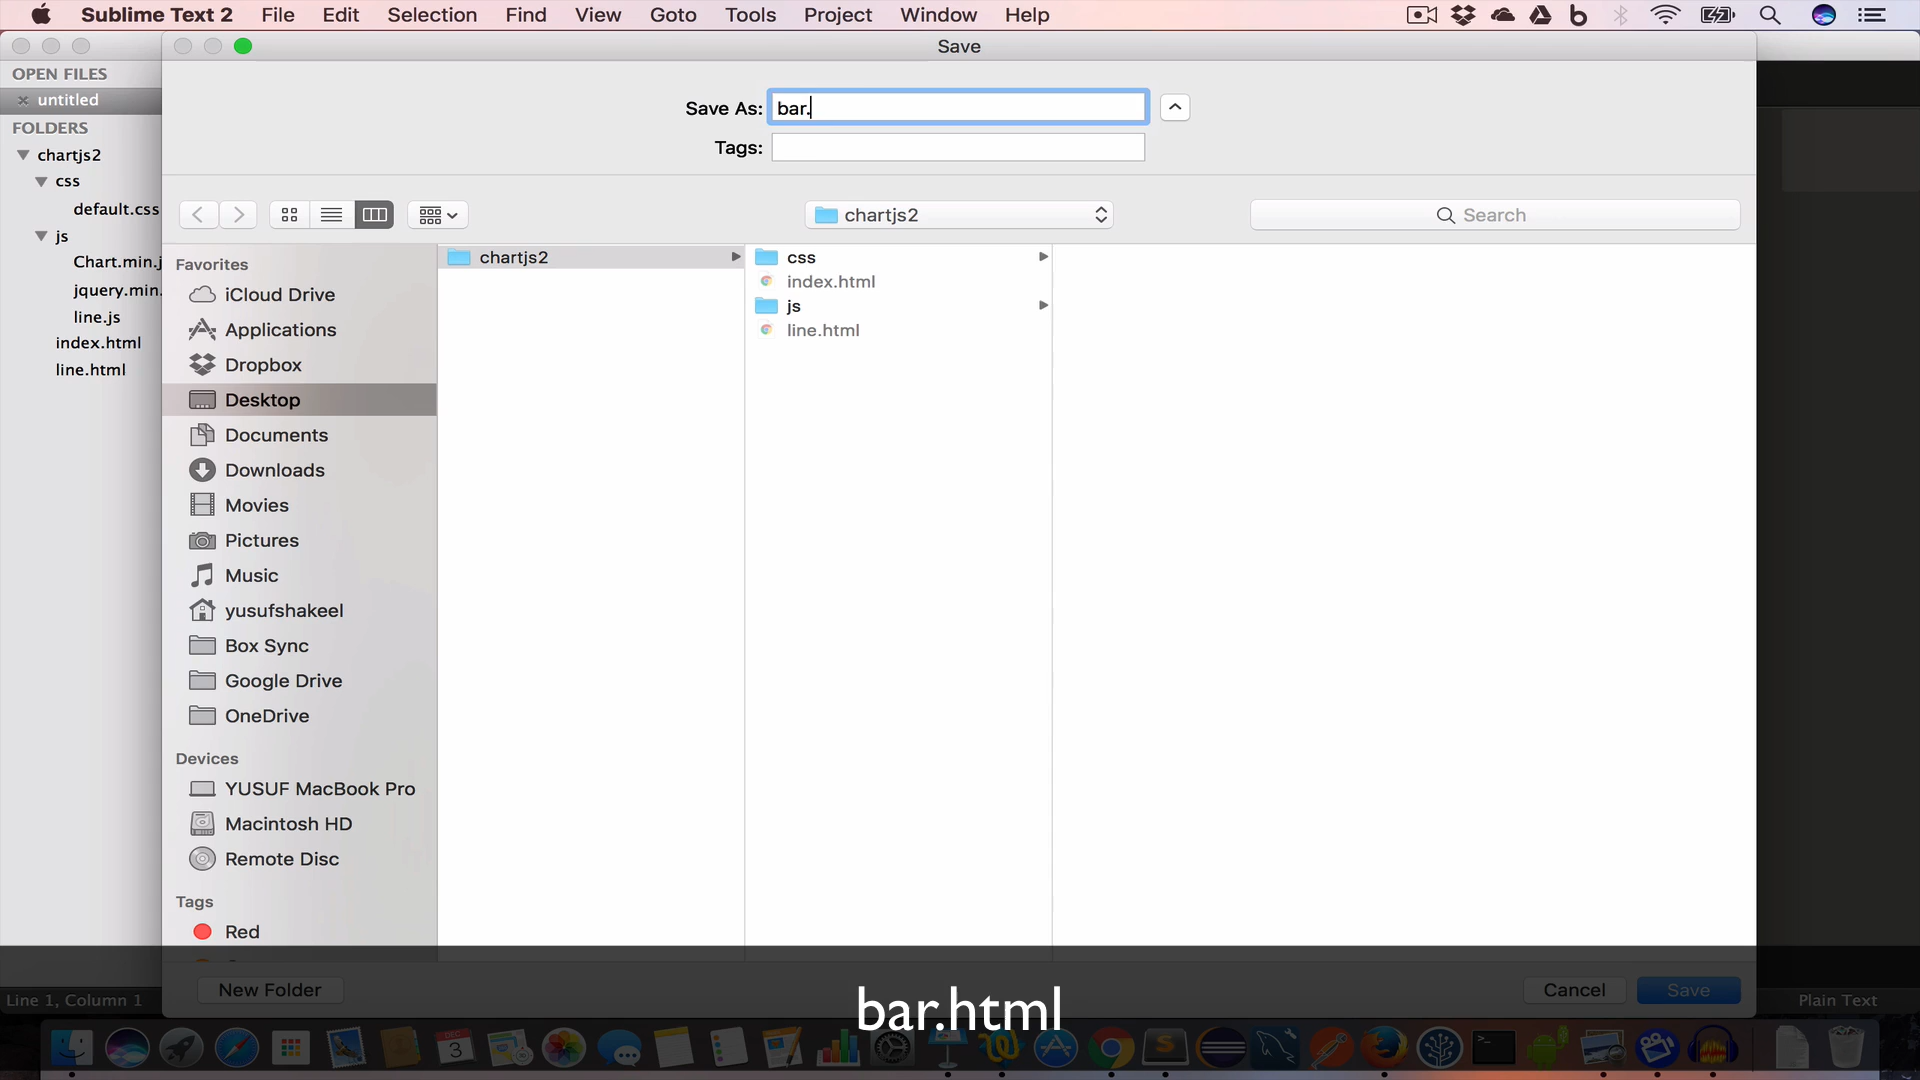 Sublime Text 2 File Edit Selection Find View Goto Tools Project Window Help
Save
OPEN FILES
untitled
FOLDERS
chartjs2
css
default.css
js
Chart.min.j
jquery.min.
line.js
index.html
line.html
Save As: bar.
Tags:
chartjs2
Search
Favorites
iCloud Drive
Applications
Dropbox
Desktop
Documents
Downloads
Movies
Pictures
Music
yusufshakeel
Box Sync
Google Drive
OneDrive
Devices
YUSUF MacBook Pro
Macintosh HD
Remote Disc
Tags
Red
chartjs2
css
index.html
js
line.html
New Folder
Cancel
Save
Line 1, Column 1
Plain Text
bar.html
DEC
3